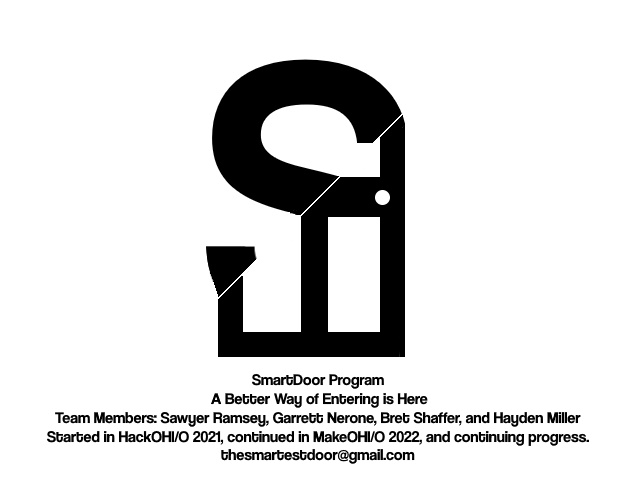 SmartDoor Program
A Better Way of Entering is Here
Team Members: Sawyer Ramsey, Garrett Nerone, Bret Shaffer, and Hayden Miller
Started in HackOHI/O 2021, continued in MakeOHI/O 2022, and continuing progress.
thesmartestdoor@gmail.com